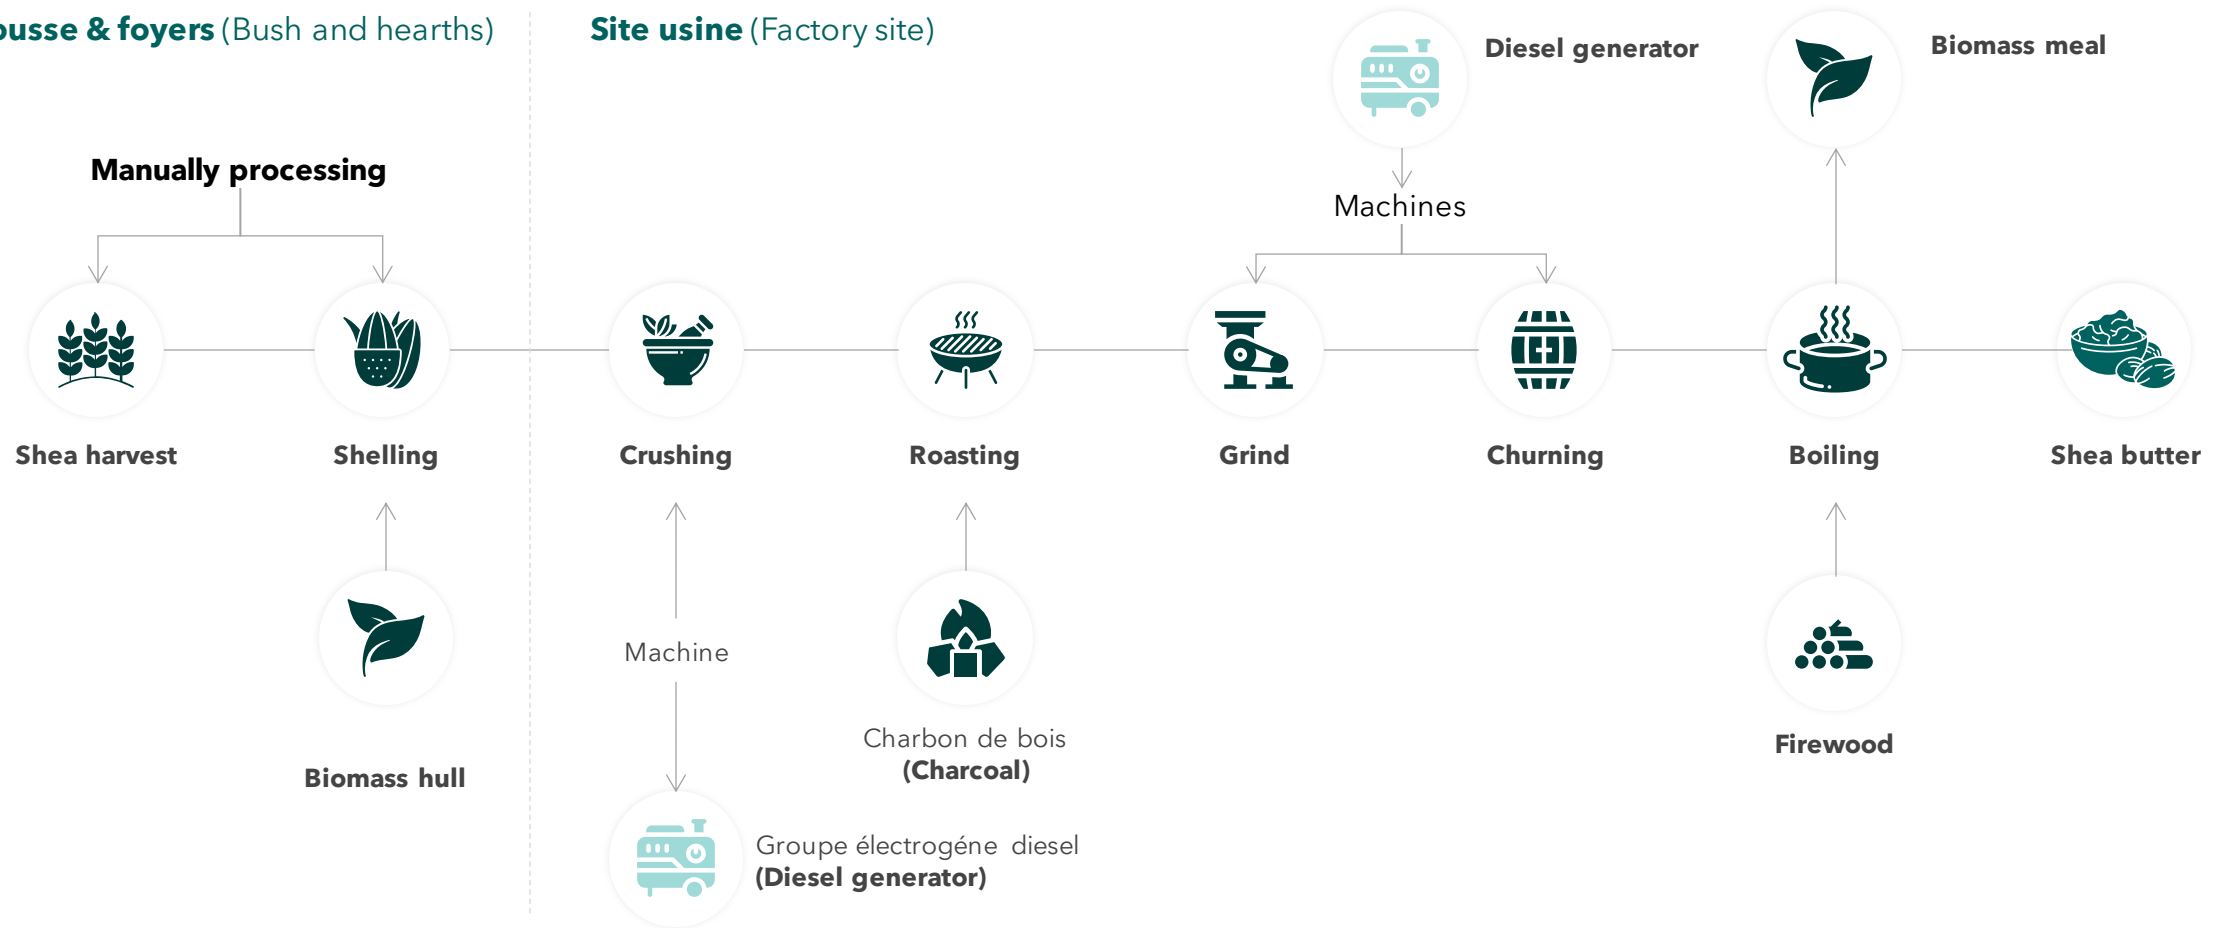 ousse & foyers (Bush and hearths)
Site usine (Factory site)
Diesel generator
Biomass meal
Manually processing
Machines
Shea harvest
Shelling
Crushing
Roasting
Grind
Churning
Boiling
Shea butter
Machine
Biomass hull
Charbon de bois
(Charcoal)
Firewood
Groupe électrogéne diesel
(Diesel generator)